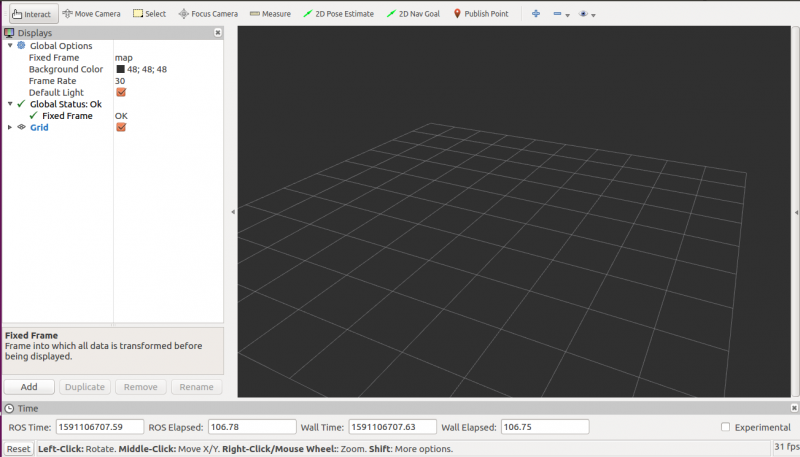 Interact Move Camera Select Focus Camera Measure 2D Pose Estimate 2D Nav Goal Publish Point
Displays
Global Options
Fixed Frame map
Background Color 48; 48; 48
Frame Rate 30
Default Light
Global Status: Ok
Fixed Frame OK
Grid
Fixed Frame
Frame into which all data is transformed before
being displayed.
Add Duplicate Remove Rename
Time
ROS Time: 1591106707.59 ROS Elapsed: 106.78 Wall Time: 1591106707.63 Wall Elapsed: 106.75 Experimental
Reset Left-Click: Rotate. Middle-Click: Move X/Y. Right-Click/Mouse Wheel:: Zoom. Shift: More options. 31 fps